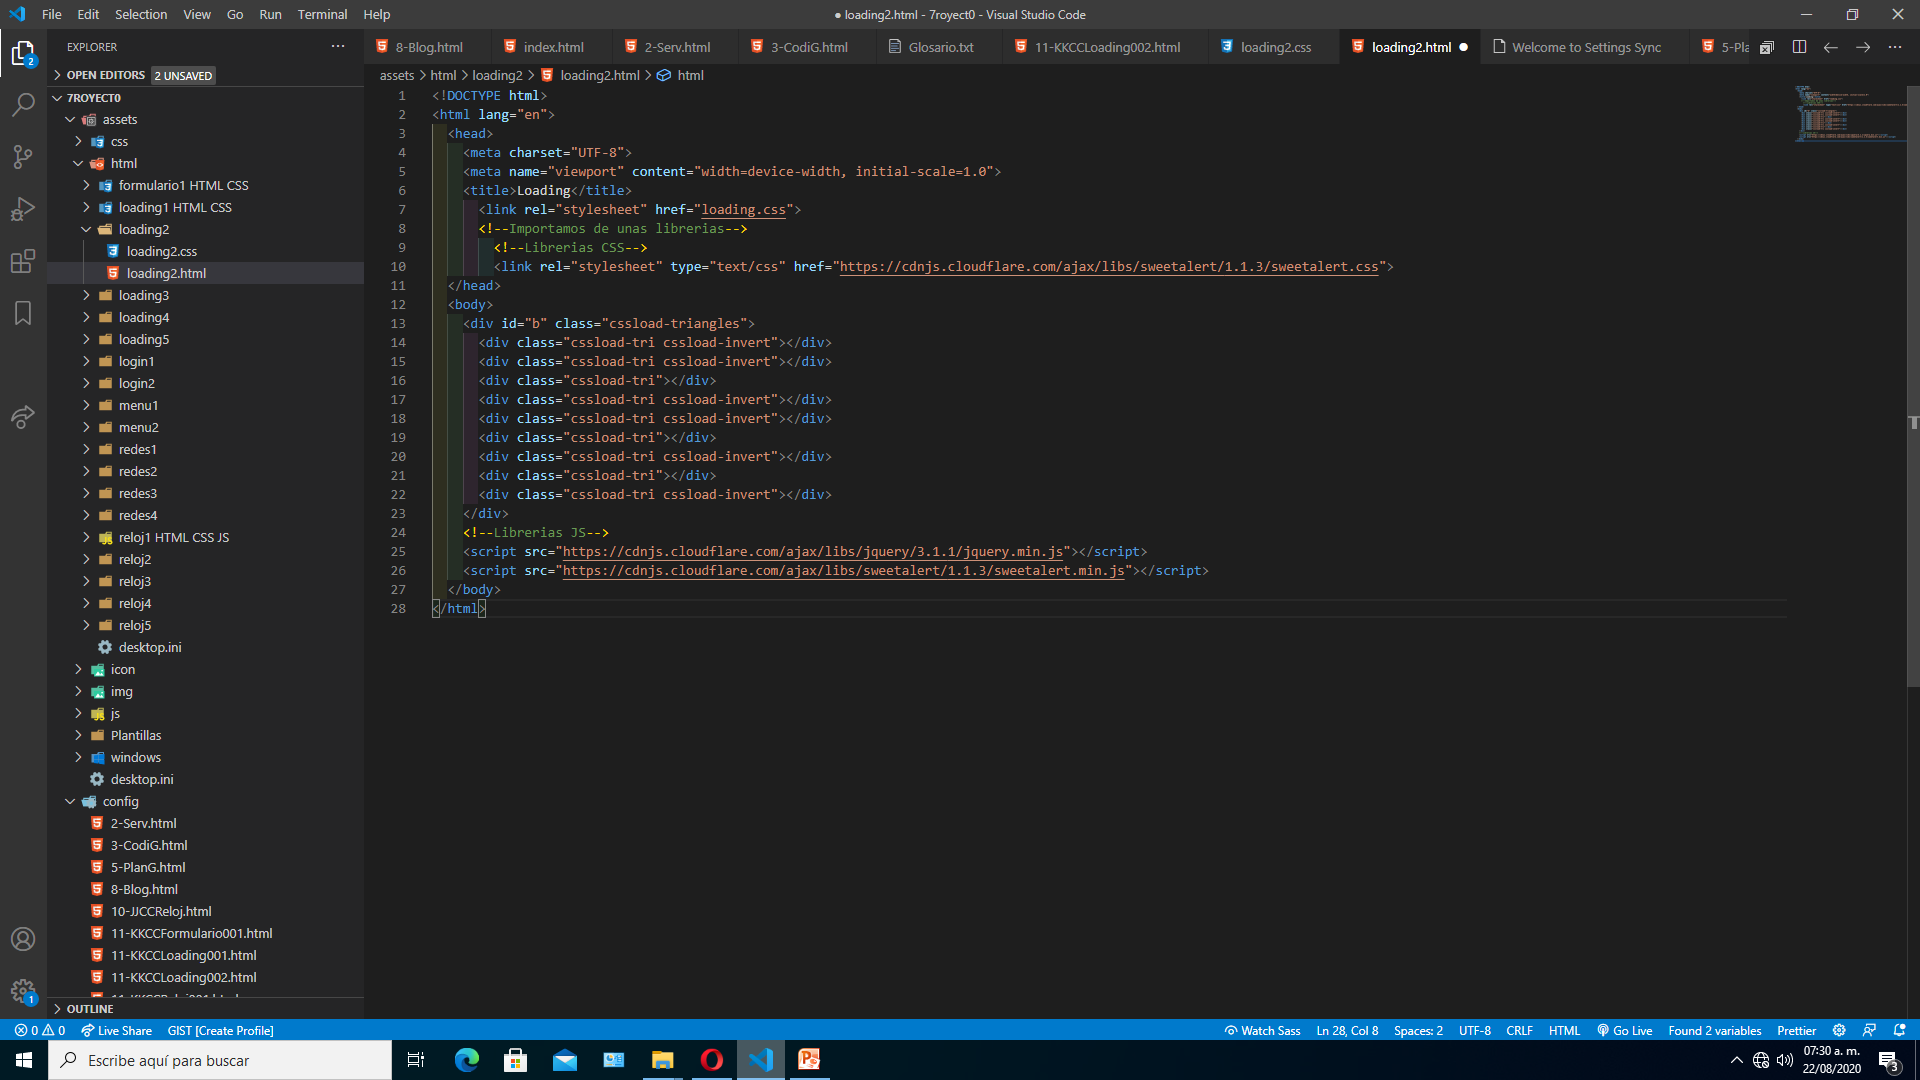 File Edit Selection View Go Run Terminal Help
● loading2.html - 7royect0 - Visual Studio Code
EXPLORER
OPEN EDITORS 2 UNSAVED
7ROYECT0
assets
css
html
formulario1 HTML CSS
loading1 HTML CSS
loading2
loading2.css
loading2.html
loading3
loading4
loading5
login1
login2
menu1
menu2
redes1
redes2
redes3
redes4
reloj1 HTML CSS JS
reloj2
reloj3
reloj4
reloj5
desktop.ini
icon
img
js
Plantillas
windows
desktop.ini
config
2-Serv.html
3-CodiG.html
5-PlanG.html
8-Blog.html
10-JJCCReloj.html
11-KKCCFormulario001.html
11-KKCCLoading001.html
11-KKCCLoading002.html
OUTLINE
2
1
8-Blog.html index.html 2-Serv.html 3-CodiG.html Glosario.txt 11-KKCCLoading002.html loading2.css loading2.html Welcome to Settings Sync 5-Pla
assets > html > loading2 > loading2.html > html
1 <!DOCTYPE html>
2 <html lang="en">
3 <head>
4 <meta charset="UTF-8">
5 <meta name="viewport" content="width=device-width, initial-scale=1.0">
6 <title>Loading</title>
7 <link rel="stylesheet" href="loading.css">
8 <!--Importamos de unas librerias-->
9 <!--Librerias CSS-->
10 <link rel="stylesheet" type="text/css" href="https://cdnjs.cloudflare.com/ajax/libs/sweetalert/1.1.3/sweetalert.css">
11 </head>
12 <body>
13 <div id="b" class="cssload-triangles">
14 <div class="cssload-tri cssload-invert"></div>
15 <div class="cssload-tri cssload-invert"></div>
16 <div class="cssload-tri"></div>
17 <div class="cssload-tri cssload-invert"></div>
18 <div class="cssload-tri cssload-invert"></div>
19 <div class="cssload-tri"></div>
20 <div class="cssload-tri cssload-invert"></div>
21 <div class="cssload-tri"></div>
22 <div class="cssload-tri cssload-invert"></div>
23 </div>
24 <!--Librerias JS-->
25 <script src="https://cdnjs.cloudflare.com/ajax/libs/jquery/3.1.1/jquery.min.js"></script>
26 <script src="https://cdnjs.cloudflare.com/ajax/libs/sweetalert/1.1.3/sweetalert.min.js"></script>
27 </body>
28 </html>
0 0 Live Share GIST [Create Profile] Watch Sass Ln 28, Col 8 Spaces: 2 UTF-8 CRLF HTML Go Live Found 2 variables Prettier
Escribe aquí para buscar
07:30 a. m.
22/08/2020
3